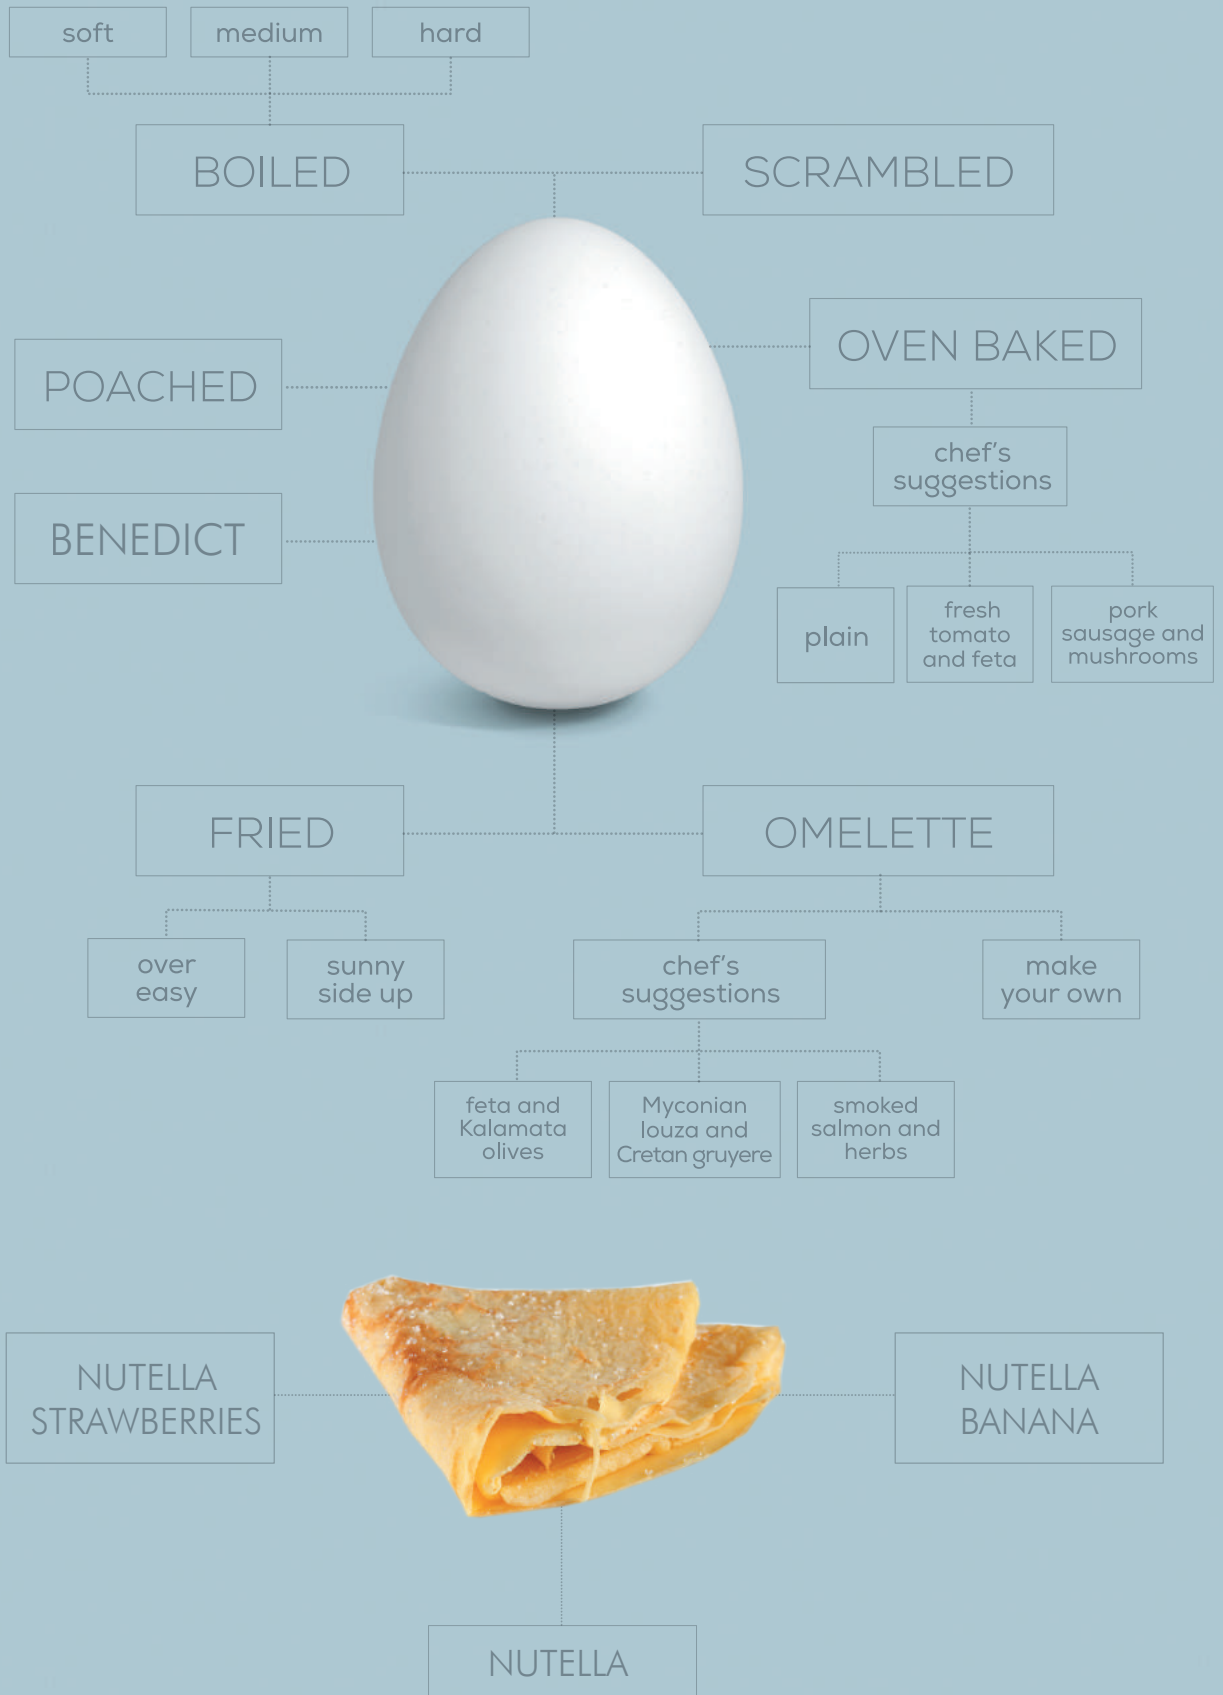 soft
medium
hard
BOILED
SCRAMBLED
OVEN BAKED
POACHED
chef's
suggestions
BENEDICT
plain
fresh
tomato
and feta
pork
sausage and
mushrooms
FRIED
OMELETTE
over
easy
sunny
side up
chef's
suggestions
make
your own
feta and
Kalamata
olives
Myconian
louza and
Cretan gruyere
smoked
salmon and
herbs
NUTELLA
STRAWBERRIES
NUTELLA
BANANA
NUTELLA